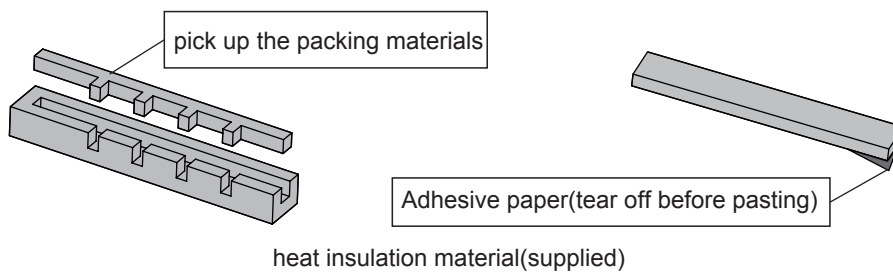 pick up the packing materials
Adhesive paper(tear off before pasting)
heat insulation material(supplied)